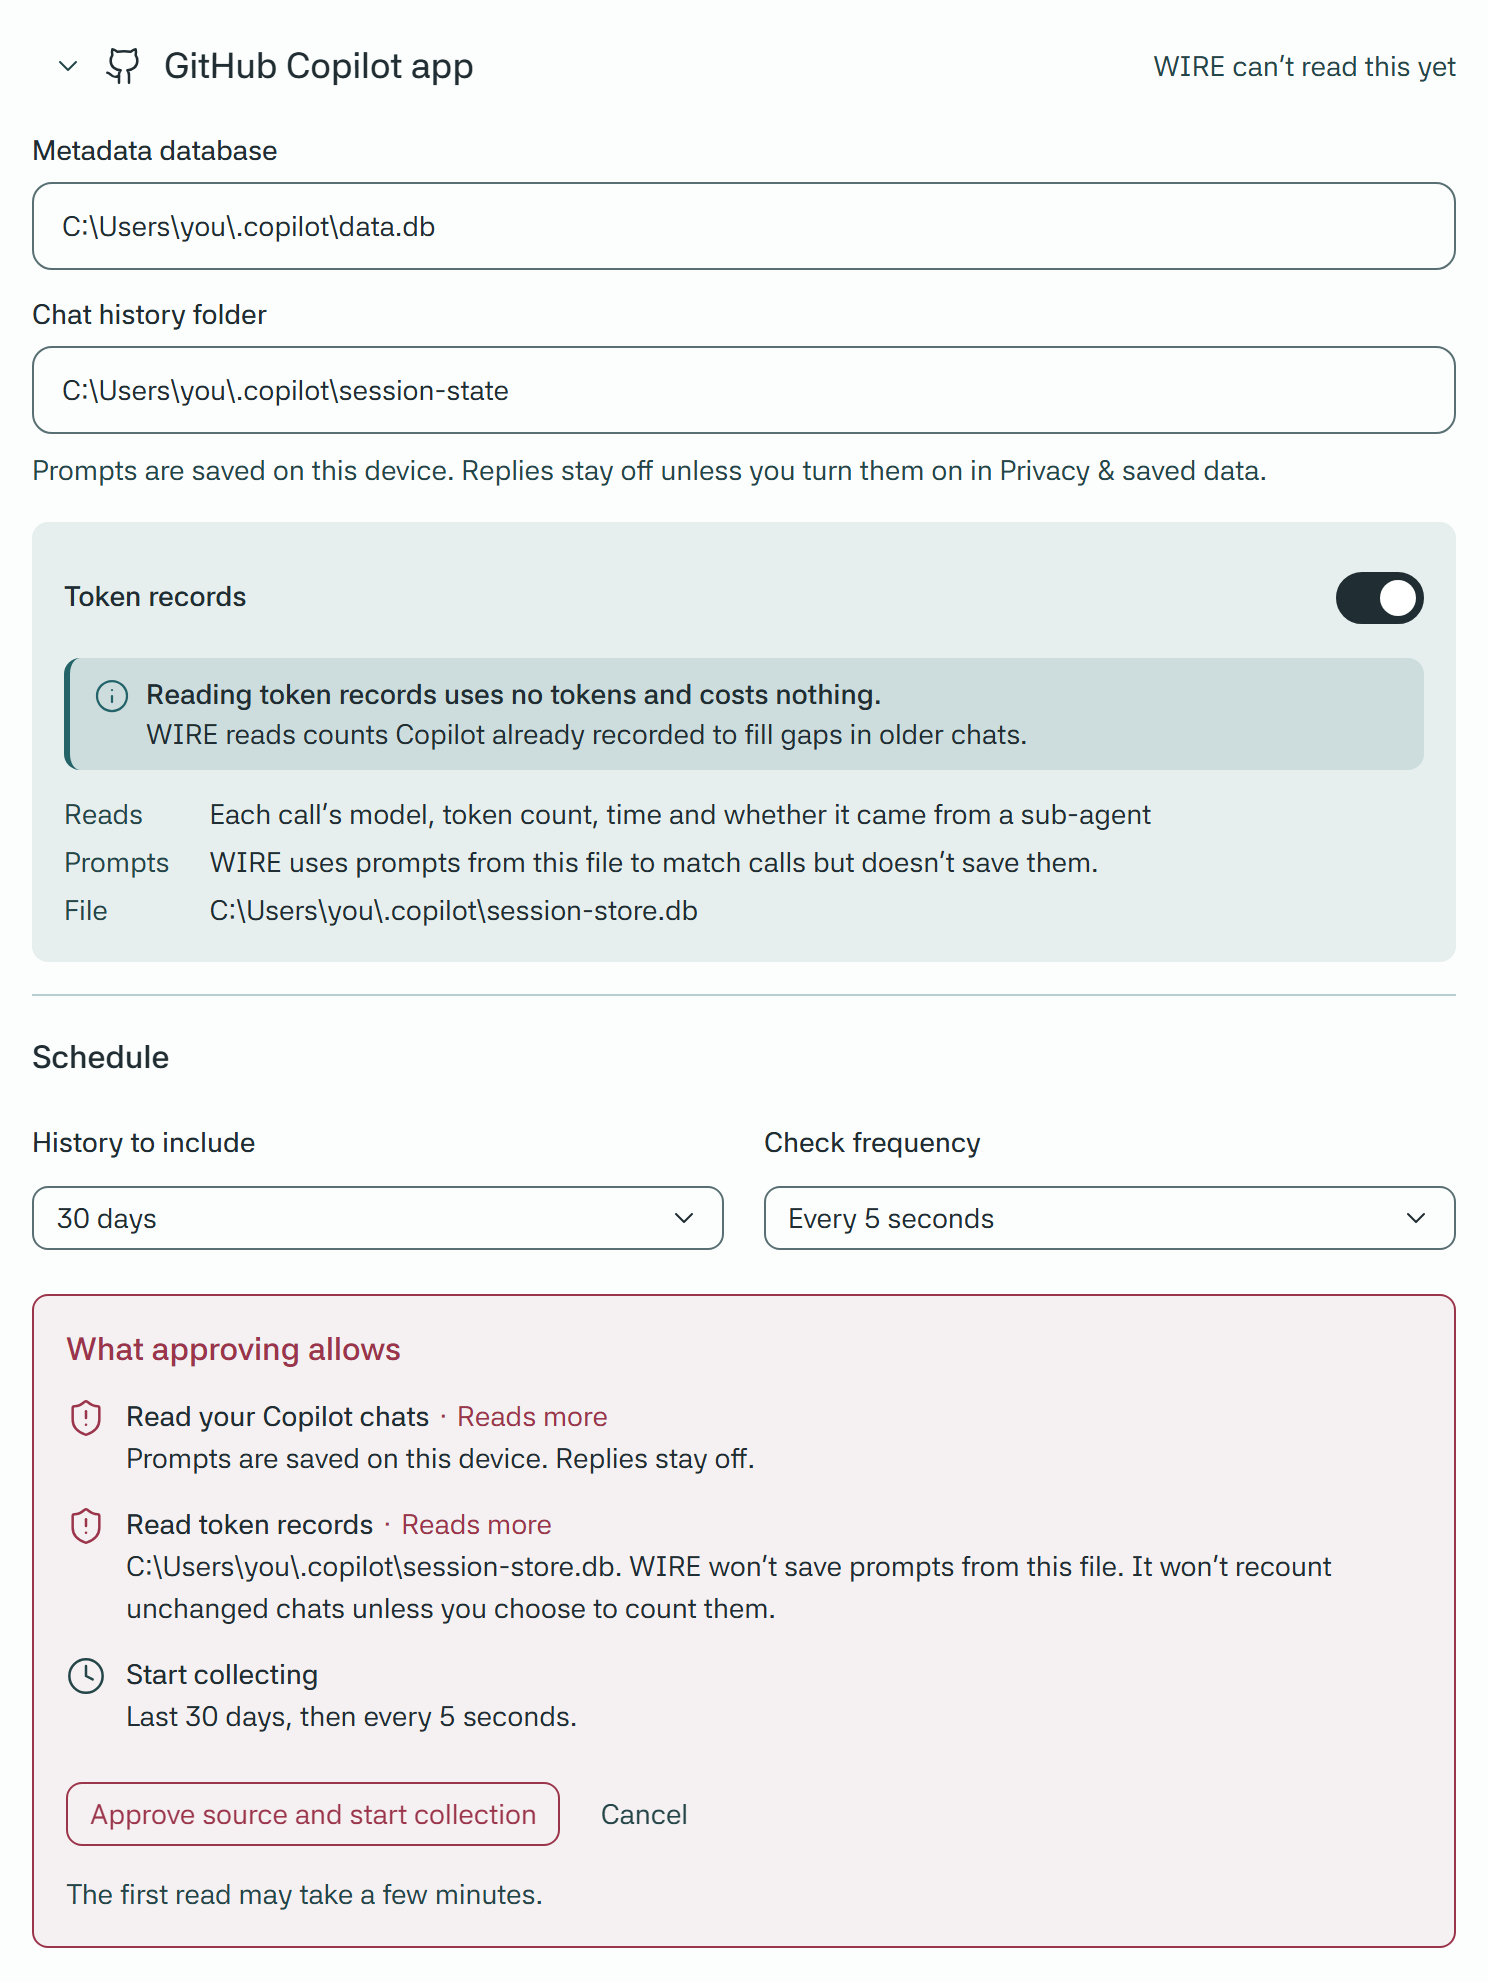 GitHub Copilot app
WIRE can’t read this yet
Metadata database
C:\Users\you\.copilot\data.db
Chat history folder
C:\Users\you\.copilot\session-state
Prompts are saved on this device. Replies stay off unless you turn them on in Privacy & saved data.
Token records
Reading token records uses no tokens and costs nothing.
WIRE reads counts Copilot already recorded to fill gaps in older chats.
Reads Each call’s model, token count, time and whether it came from a sub-agent
Prompts WIRE uses prompts from this file to match calls but doesn’t save them.
File C:\Users\you\.copilot\session-store.db
Schedule
History to include
Check frequency
30 days
Every 5 seconds
What approving allows
Read your Copilot chats · Reads more
Prompts are saved on this device. Replies stay off.
Read token records · Reads more
C:\Users\you\.copilot\session-store.db. WIRE won’t save prompts from this file. It won’t recount
unchanged chats unless you choose to count them.
Start collecting
Last 30 days, then every 5 seconds.
Approve source and start collection
Cancel
The first read may take a few minutes.